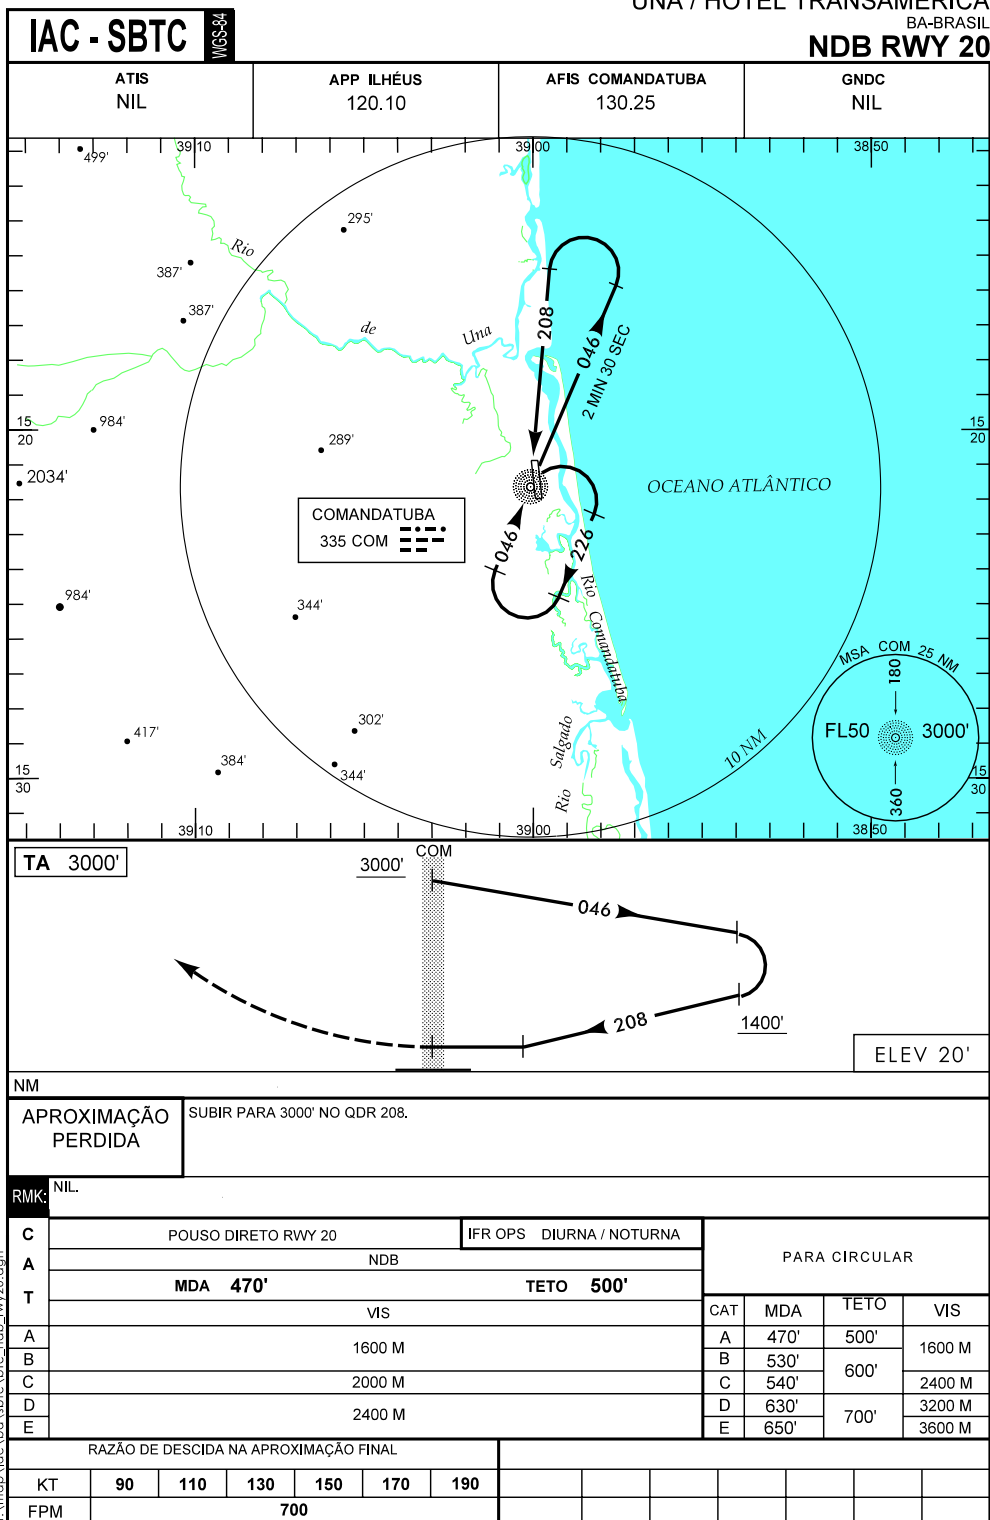 UNA / HOTEL TRANSAMÉRICA
BA-BRASIL
IAC - SBTC
WGS-84
NDB RWY 20
ATIS
NIL
APP ILHÉUS
120.10
AFIS COMANDATUBA
130.25
GNDC
NIL
39 10
39 00
38 50
499'
295'
Rio
387'
387'
de
Una
208
046
2 MIN 30 SEC
15
20
984'
289'
15
20
2034'
OCEANO ATLÂNTICO
COMANDATUBA
335 COM
046
226
984'
344'
Rio Comandatuba
MSA COM 25 NM
180
FL50
3000'
360
417'
302'
384'
344'
Rio Salgado
10 NM
15
30
15
30
39 10
39 00
38 50
TA 3000'
3000'
COM
046
208
1400'
ELEV 20'
NM
APROXIMAÇÃO
PERDIDA
SUBIR PARA 3000' NO QDR 208.
RMK:
NIL.
C
A
T
POUSO DIRETO RWY 20
IFR OPS DIURNA / NOTURNA
PARA CIRCULAR
NDB
MDA 470'
TETO 500'
VIS
CAT MDA TETO VIS
A
B
1600 M
C
2000 M
D
E
2400 M
A 470' 500'
1600 M
B 530'
600'
C 540' 2400 M
D 630' 3200 M
700'
E 650' 3600 M
RAZÃO DE DESCIDA NA APROXIMAÇÃO FINAL
KT 90 110 130 150 170 190
FPM 700